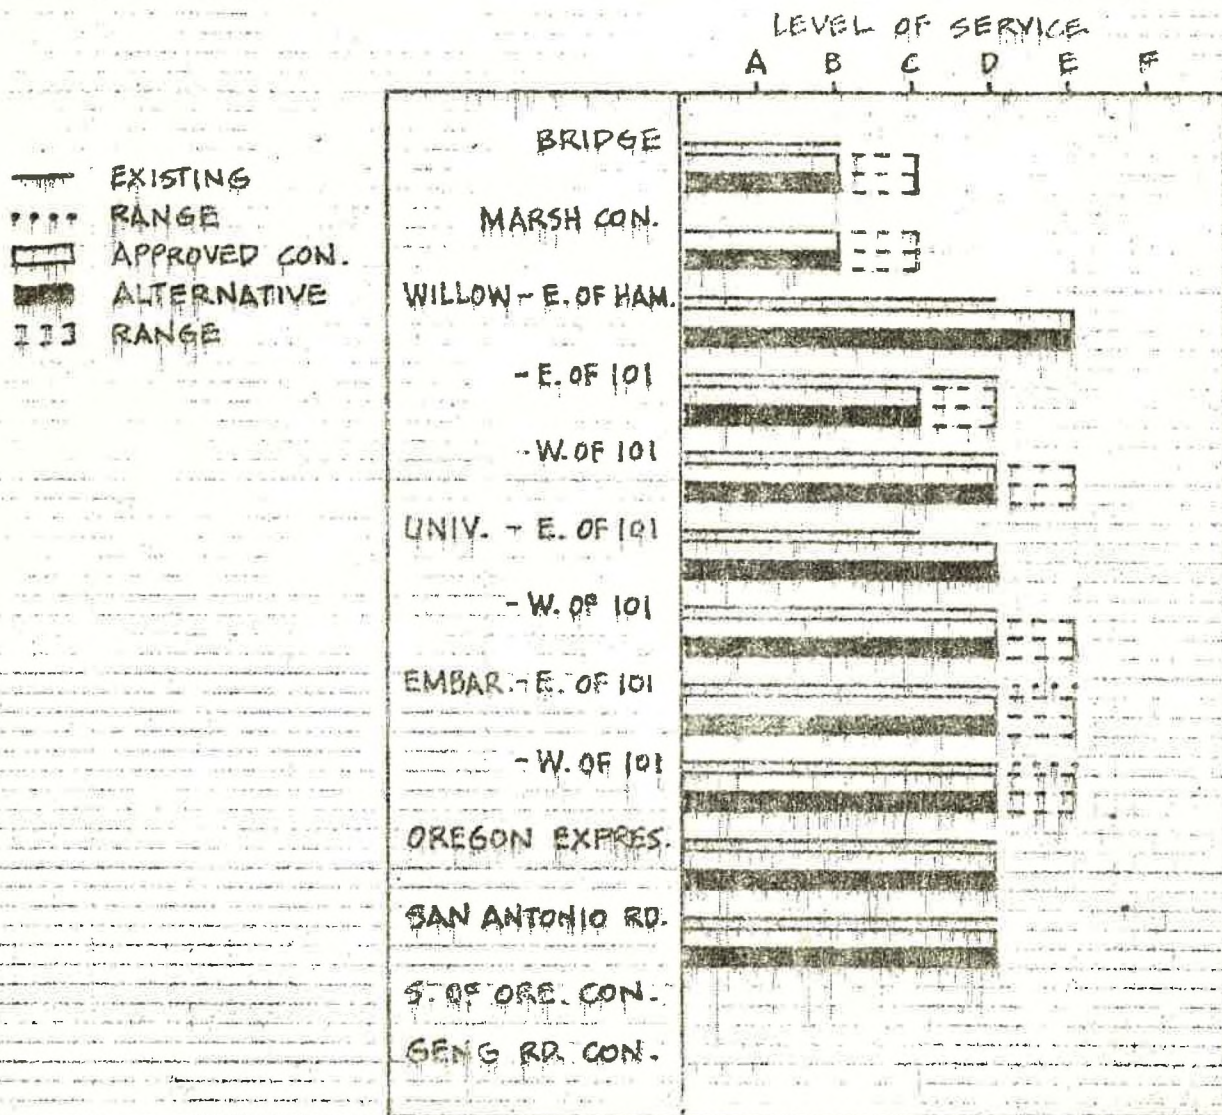 LEVEL OF SERVICE
A B C D E F
EXISTING
RANGE
APPROVED CON.
ALTERNATIVE
RANGE
BRIDGE
MARSH CON.
WILLOW - E. OF HAM.
- E. OF 101
- W. OF 101
UNIV. - E. OF 101
- W. OF 101
EMBAR. - E. OF 101
- W. OF 101
OREGON EXPRES.
SAN ANTONIO RD.
S. OF ORE. CON.
GENG RD. CON.